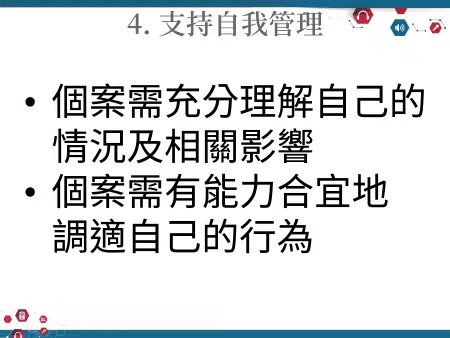 4. 支持自我管理
• 個案需充分理解自己的
情況及相關影響
• 個案需有能力合宜地
調適自己的行為